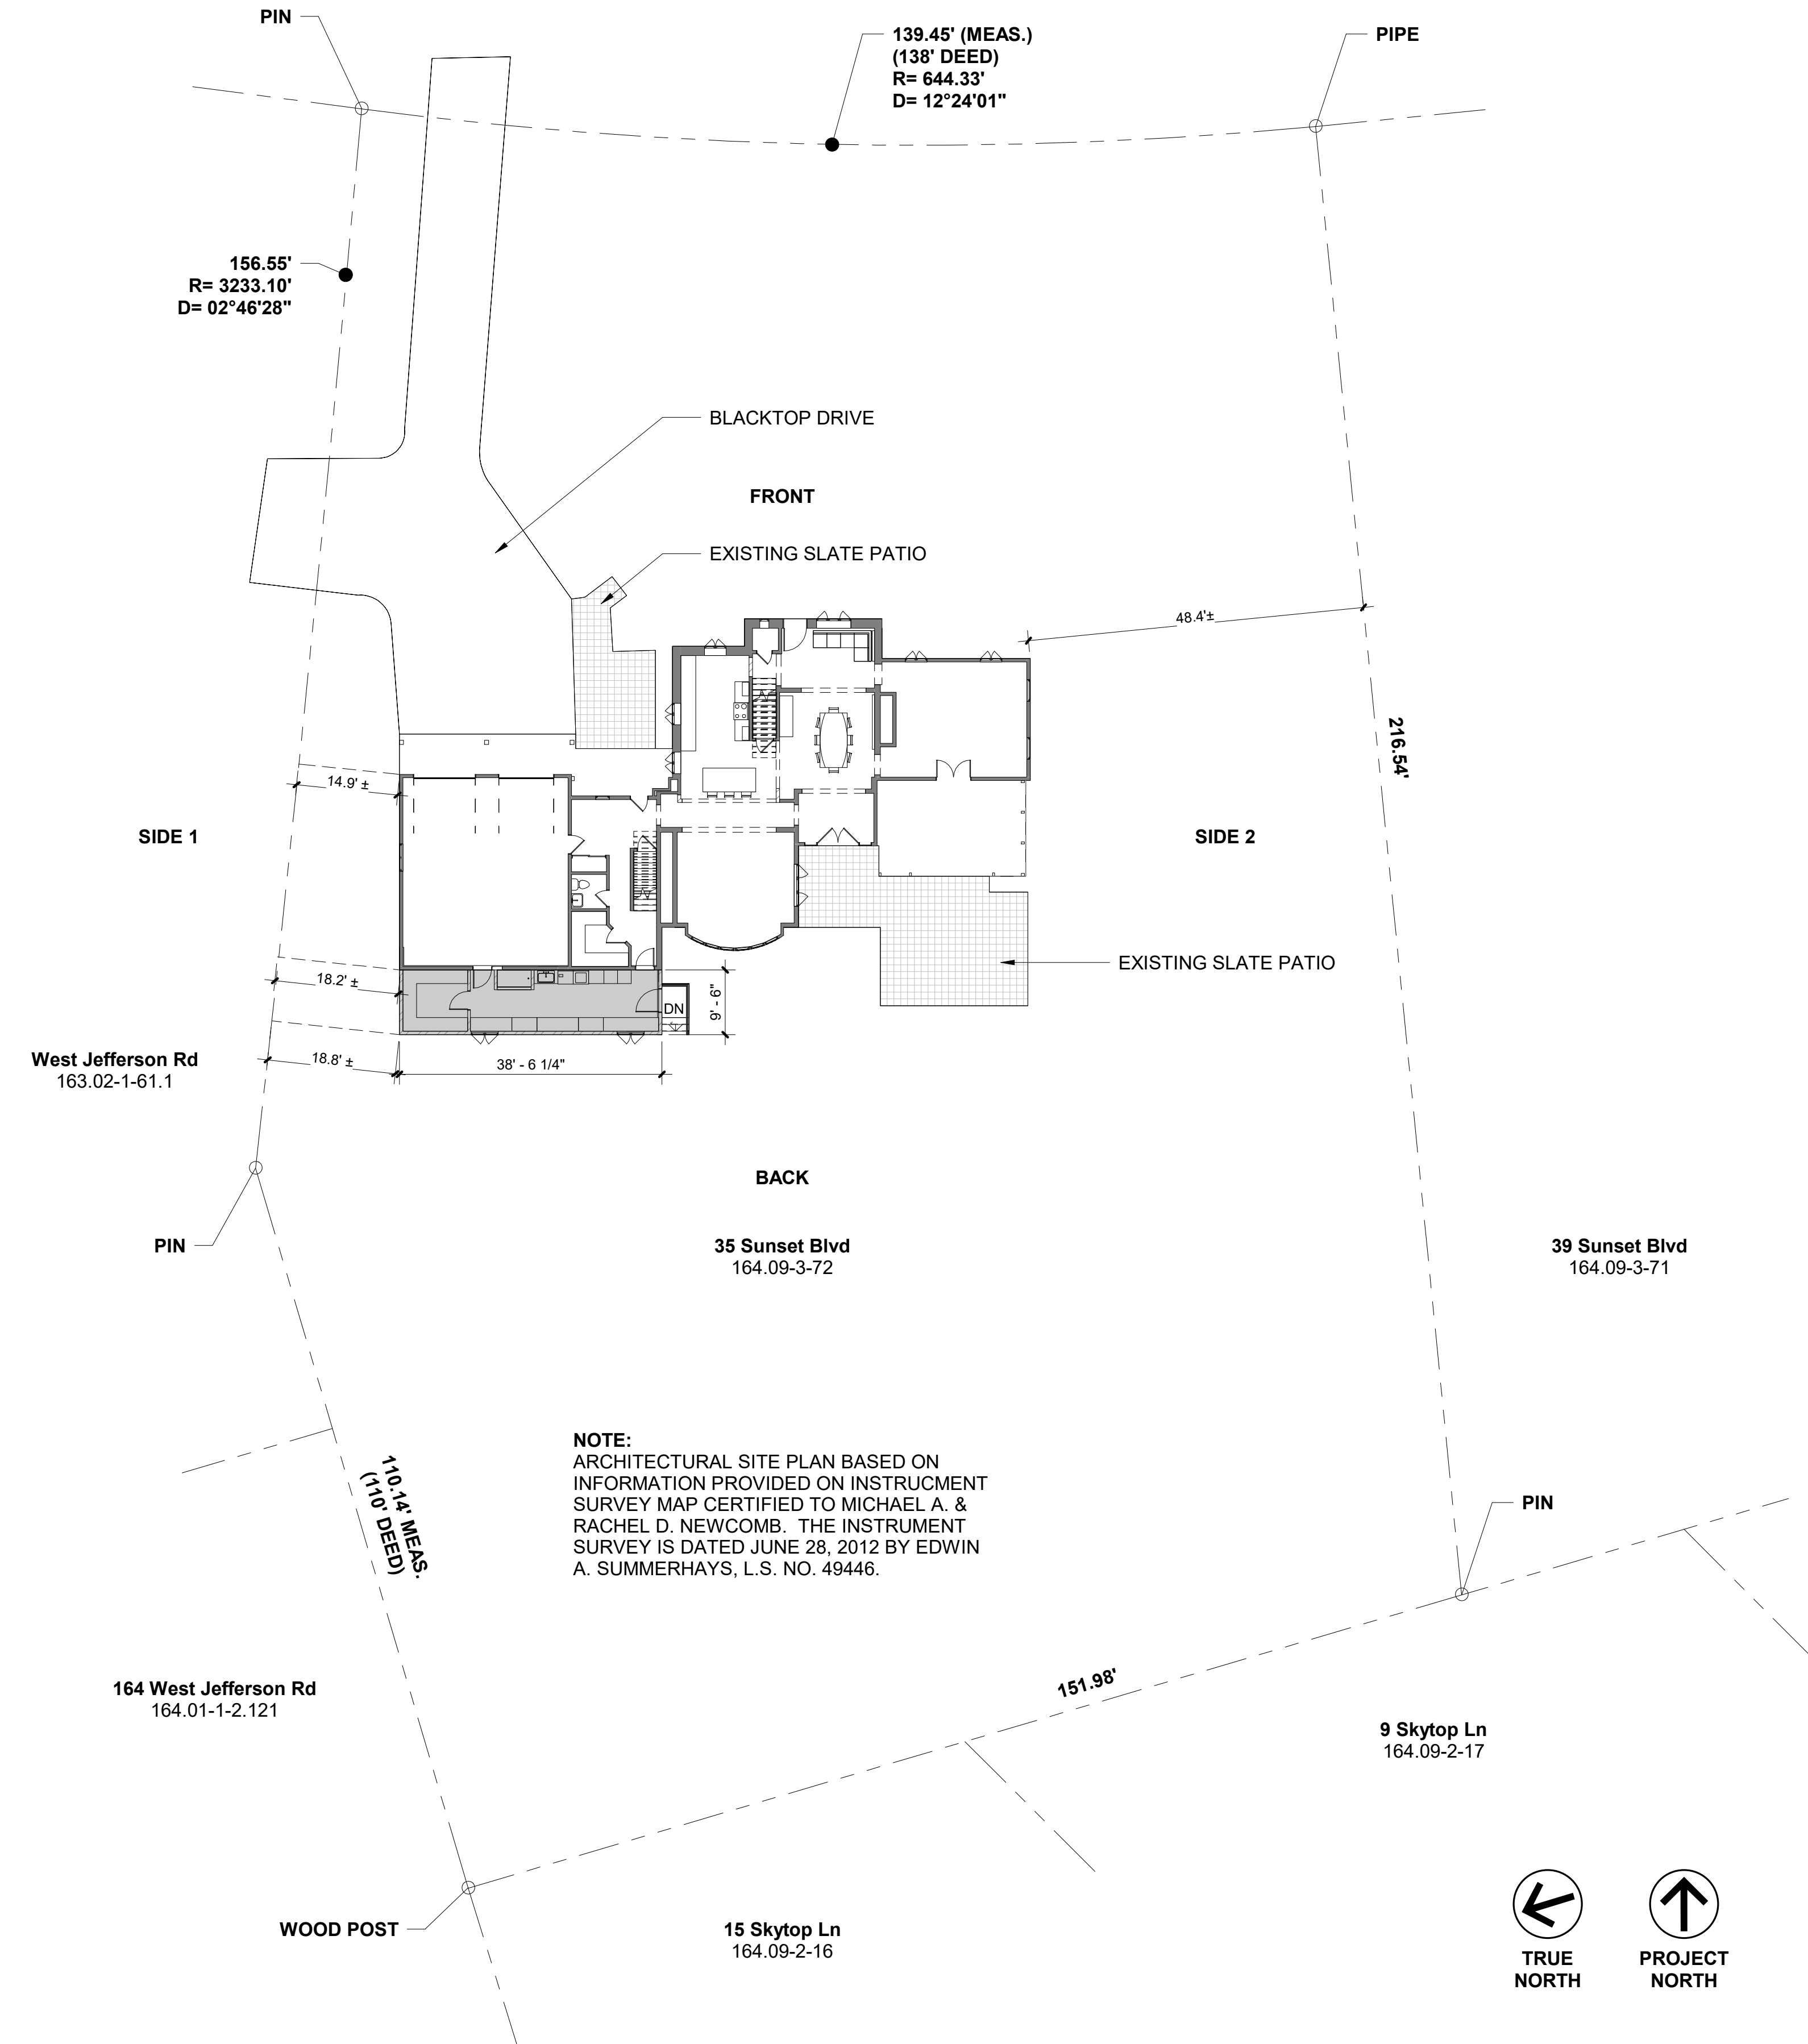 PIN
139.45' (MEAS.)
(138' DEED)
R= 644.33'
D= 12°24'01"
PIPE
156.55'
R= 3233.10'
D= 02°46'28"
BLACKTOP DRIVE
FRONT
EXISTING SLATE PATIO
48.4'±
216.54'
14.9' ±
SIDE 1
SIDE 2
EXISTING SLATE PATIO
18.2' ±
DN
9' - 6"
18.8' ±
38' - 6 1/4"
West Jefferson Rd
163.02-1-61.1
BACK
PIN
35 Sunset Blvd
164.09-3-72
39 Sunset Blvd
164.09-3-71
110.14' MEAS.
(110' DEED)
NOTE:
ARCHITECTURAL SITE PLAN BASED ON
INFORMATION PROVIDED ON INSTRUCMENT
SURVEY MAP CERTIFIED TO MICHAEL A. &
RACHEL D. NEWCOMB.  THE INSTRUMENT
SURVEY IS DATED JUNE 28, 2012 BY EDWIN
A. SUMMERHAYS, L.S. NO. 49446.
PIN
151.98'
164 West Jefferson Rd
164.01-1-2.121
9 Skytop Ln
164.09-2-17
WOOD POST
15 Skytop Ln
164.09-2-16
TRUE
NORTH
PROJECT
NORTH